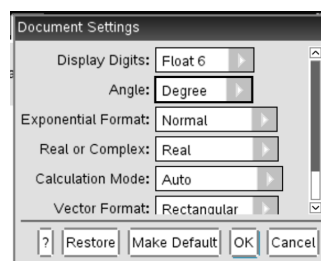 Document Settings
Display Digits: Float 6
Angle: Degree
Exponential Format: Normal
Real or Complex: Real
Calculation Mode: Auto
Vector Format: Rectangular
? Restore Make Default OK Cancel